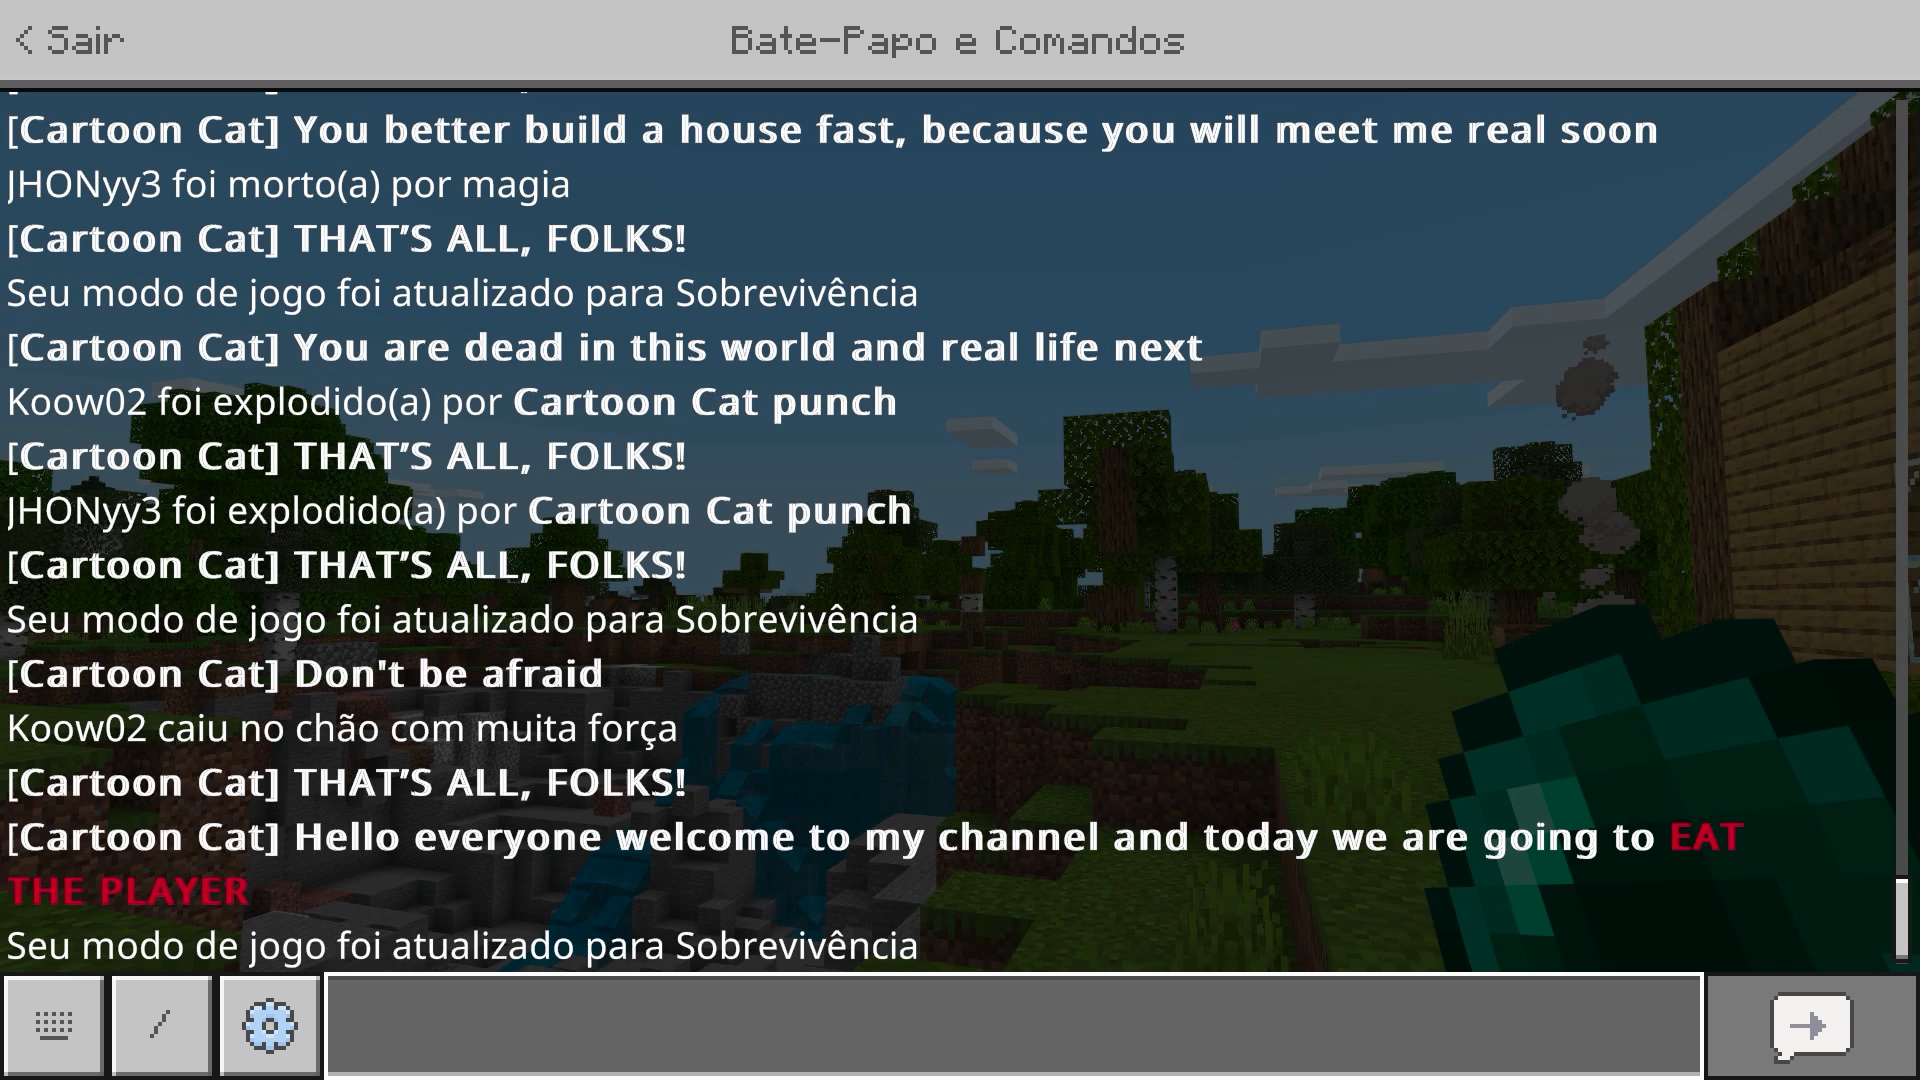 < Sair
Bate-Papo e Comandos
[Cartoon Cat] You better build a house fast, because you will meet me real soon
JHONyy3 foi morto(a) por magia
[Cartoon Cat] THAT'S ALL, FOLKS!
Seu modo de jogo foi atualizado para Sobrevivência
[Cartoon Cat] You are dead in this world and real life next
Koow02 foi explodido(a) por Cartoon Cat punch
[Cartoon Cat] THAT'S ALL, FOLKS!
JHONyy3 foi explodido(a) por Cartoon Cat punch
[Cartoon Cat] THAT'S ALL, FOLKS!
Seu modo de jogo foi atualizado para Sobrevivência
[Cartoon Cat] Don't be afraid
Koow02 caiu no chão com muita força
[Cartoon Cat] THAT'S ALL, FOLKS!
[Cartoon Cat] Hello everyone welcome to my channel and today we are going to EAT
THE PLAYER
Seu modo de jogo foi atualizado para Sobrevivência
/